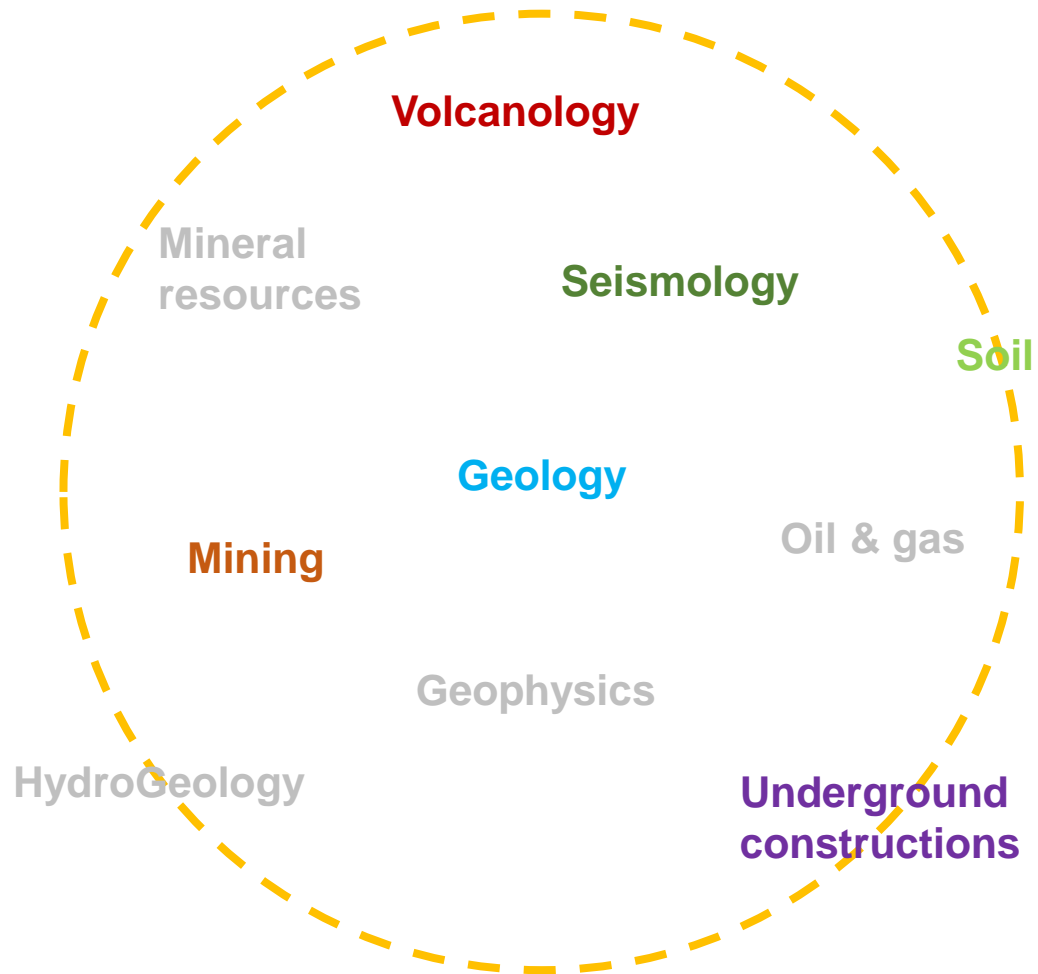 Volcanology
Mineral
resources
Seismology
Soil
Geology
Oil & gas
Mining
Geophysics
HydroGeology
Underground
constructions